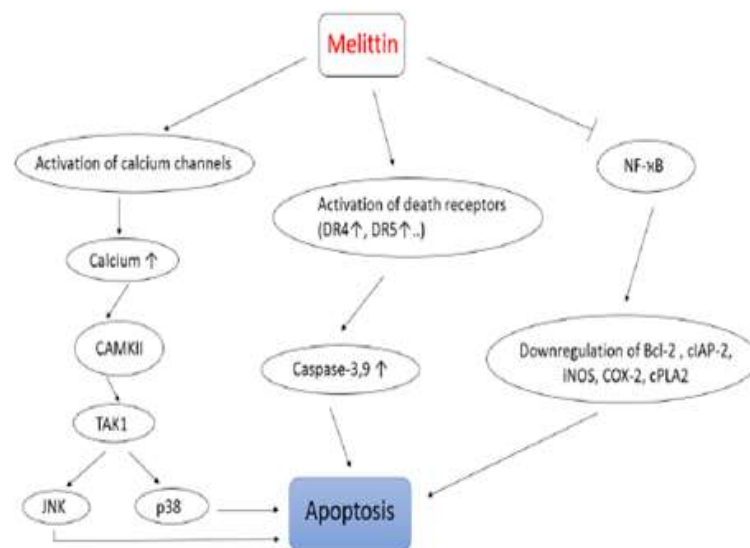 Melittin
Activation of calcium channels
NF-κB
Activation of death receptors
(DR4↑, DR5↑..)
Calcium ↑
CAMKII
Caspase-3,9 ↑
Downregulation of Bcl-2 , cIAP-2,
INOS, COX-2, cPLA2
TAK1
JNK
p38
Apoptosis